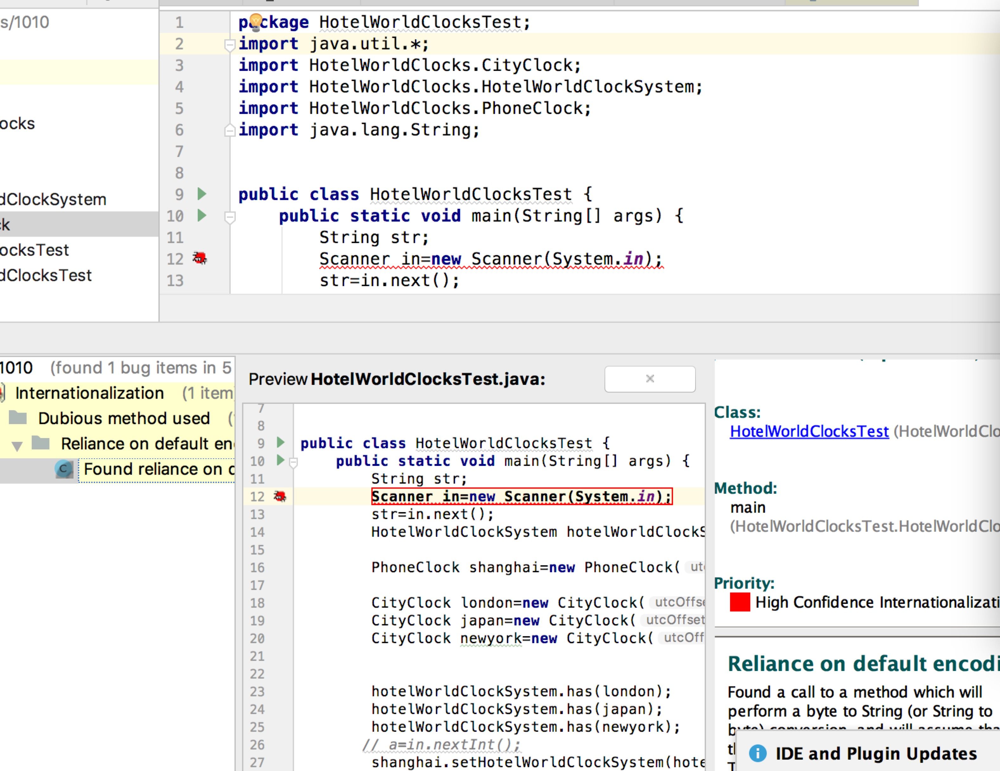 s/1010
ocks
dClockSystem
ck
ocksTest
dClocksTest
1 package HotelWorldClocksTest;
2 import java.util.*;
3 import HotelWorldClocks.CityClock;
4 import HotelWorldClocks.HotelWorldClockSystem;
5 import HotelWorldClocks.PhoneClock;
6 import java.lang.String;
7
8
9 public class HotelWorldClocksTest {
10 public static void main(String[] args) {
11 String str;
12 Scanner in=new Scanner(System.in);
13 str=in.next();
1010 (found 1 bug items in 5
Internationalization (1 item
Dubious method used (
Reliance on default en
Found reliance on d
Preview HotelWorldClocksTest.java:
7
8
9 public class HotelWorldClocksTest {
10 public static void main(String[] args) {
11 String str;
12 Scanner in=new Scanner(System.in);
13 str=in.next();
14 HotelWorldClockSystem hotelWorldClockS
15
16 PhoneClock shanghai=new PhoneClock( ut
17
18 CityClock london=new CityClock( utcOffse
19 CityClock japan=new CityClock( utcOffset
20 CityClock newyork=new CityClock( utcOff
21
22
23 hotelWorldClockSystem.has(london);
24 hotelWorldClockSystem.has(japan);
25 hotelWorldClockSystem.has(newyork);
26 // a=in.nextInt();
27 shanghai.setHotelWorldClockSystem(hote
Class:
HotelWorldClocksTest (HotelWorldClo
Method:
main
(HotelWorldClocksTest.HotelWorldClo
Priority:
High Confidence Internationalizati
Reliance on default encodi
Found a call to a method which will
perform a byte to String (or String to
byte) conversion, and will assume tha
IDE and Plugin Updates